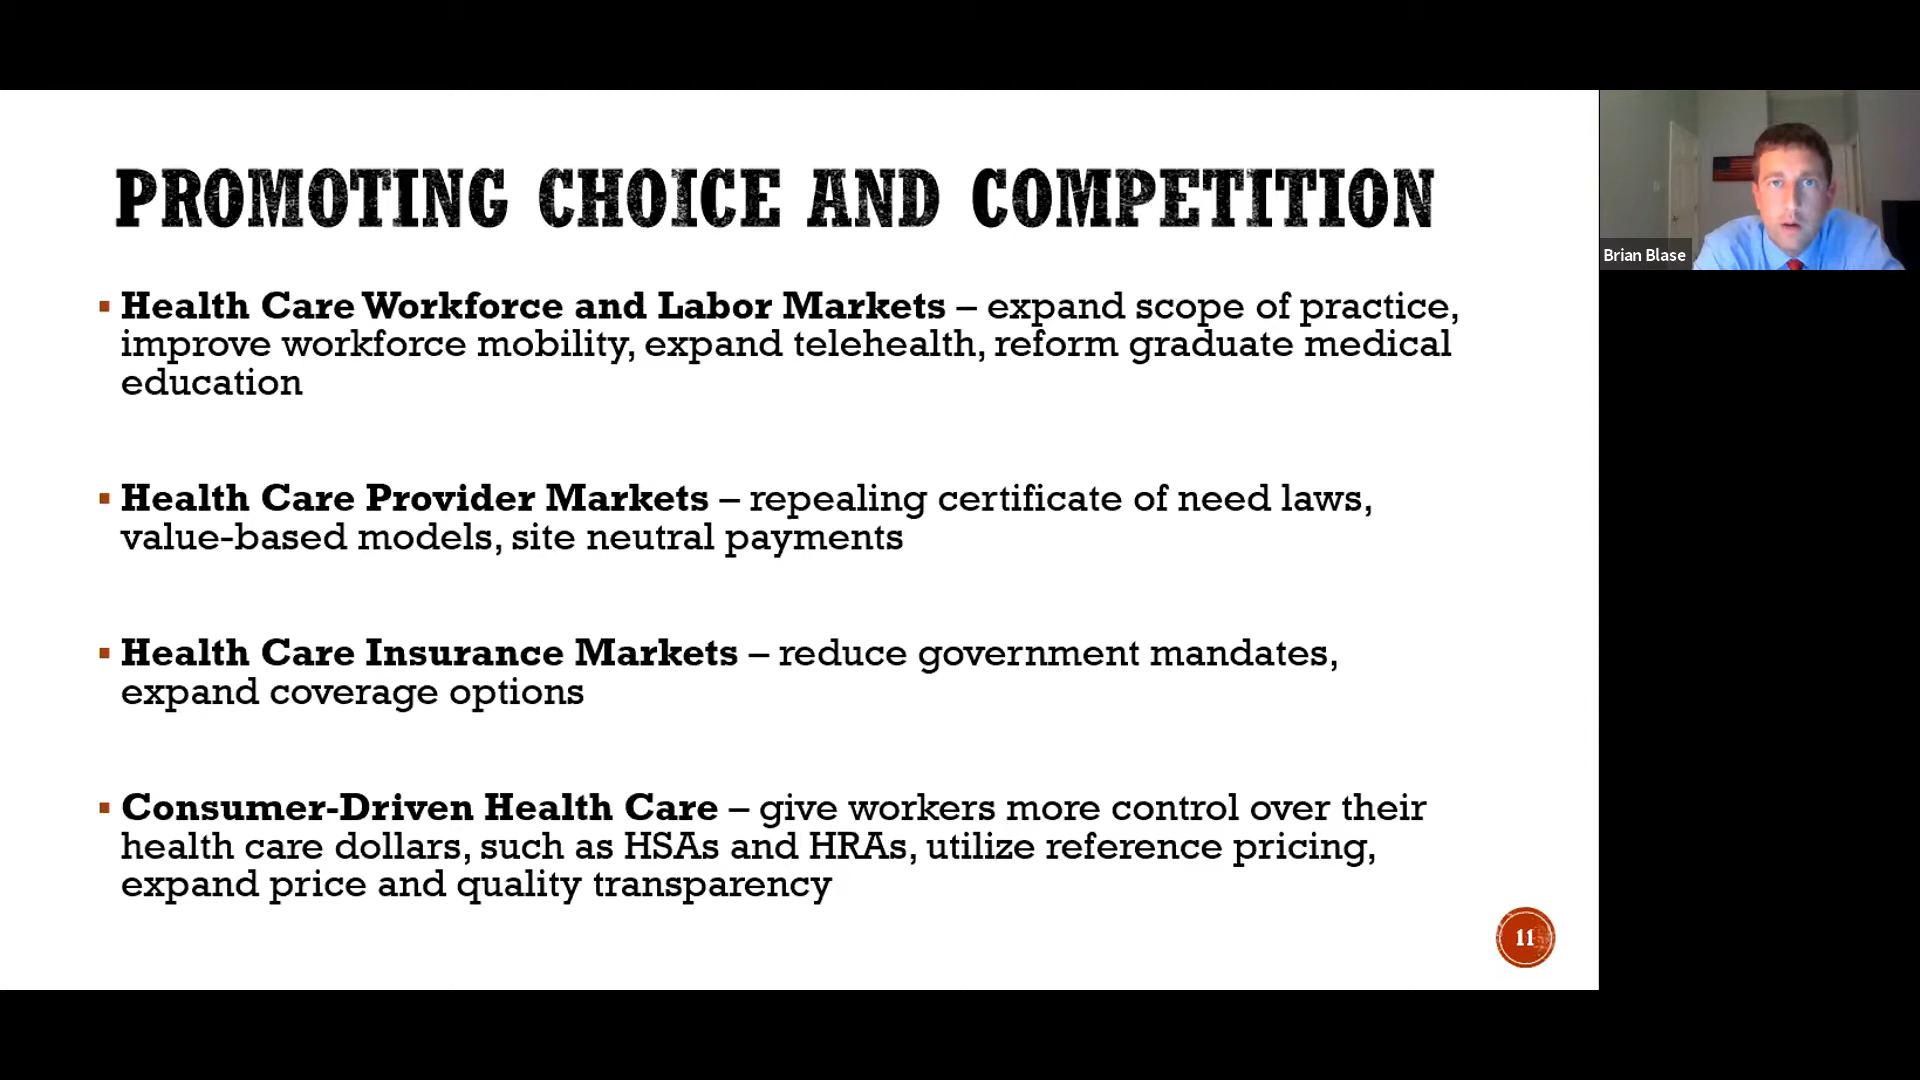 PROMOTING CHOICE AND COMPETITION
▪ Health Care Workforce and Labor Markets – expand scope of practice,
improve workforce mobility, expand telehealth, reform graduate medical
education
▪ Health Care Provider Markets – repealing certificate of need laws,
value-based models, site neutral payments
▪ Health Care Insurance Markets – reduce government mandates,
expand coverage options
▪ Consumer-Driven Health Care – give workers more control over their
health care dollars, such as HSAs and HRAs, utilize reference pricing,
expand price and quality transparency
11
Brian Blase